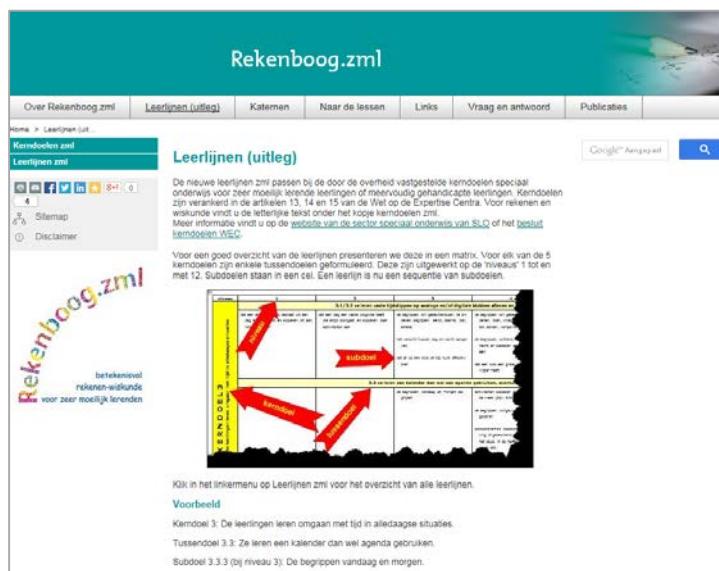 Rekenboog.zml
Over Rekenboog.zml Leerlijnen (uitleg) Katernen Naar de lessen Links Vraag en antwoord Publicaties
Home > Leerlijnen (uit...
Kerndoelen zml
Leerlijnen zml
8+1 0
4
Sitemap
Disclaimer
Rekenboog.zml
betekenisvol
rekenen-wiskunde
voor zeer moeilijk lerenden
Google™ Aangepast
Leerlijnen (uitleg)
De nieuwe leerlijnen zml passen bij de door de overheid vastgestelde kerndoelen speciaal
onderwijs voor zeer moeilijk lerende leerlingen of meervoudig gehandicapte leerlingen. Kerndoelen
zijn verankerd in de artikelen 13, 14 en 15 van de Wet op de Expertise Centra. Voor rekenen en
wiskunde vindt u de letterlijke tekst onder het kopje kerndoelen zml.
Meer informatie vindt u op de website van de sector speciaal onderwijs van SLO of het besluit
kerndoelen WEC.
Voor een goed overzicht van de leerlijnen presenteren we deze in een matrix. Voor elk van de 5
kerndoelen zijn enkele tussendoelen geformuleerd. Deze zijn uitgewerkt op de 'niveaus' 1 tot en
met 12. Subdoelen staan in een cel. Een leerlijn is nu een sequentie van subdoelen.
niveau
subdoel
kerndoel
tussendoel
KERNDOEL 3
Klik in het linkermenu op Leerlijnen zml voor het overzicht van alle leerlijnen.
Voorbeeld
Kerndoel 3: De leerlingen leren omgaan met tijd in alledaagse situaties.
Tussendoel 3.3: Ze leren een kalender dan wel agenda gebruiken.
Subdoel 3.3.3 (bij niveau 3): De begrippen vandaag en morgen.